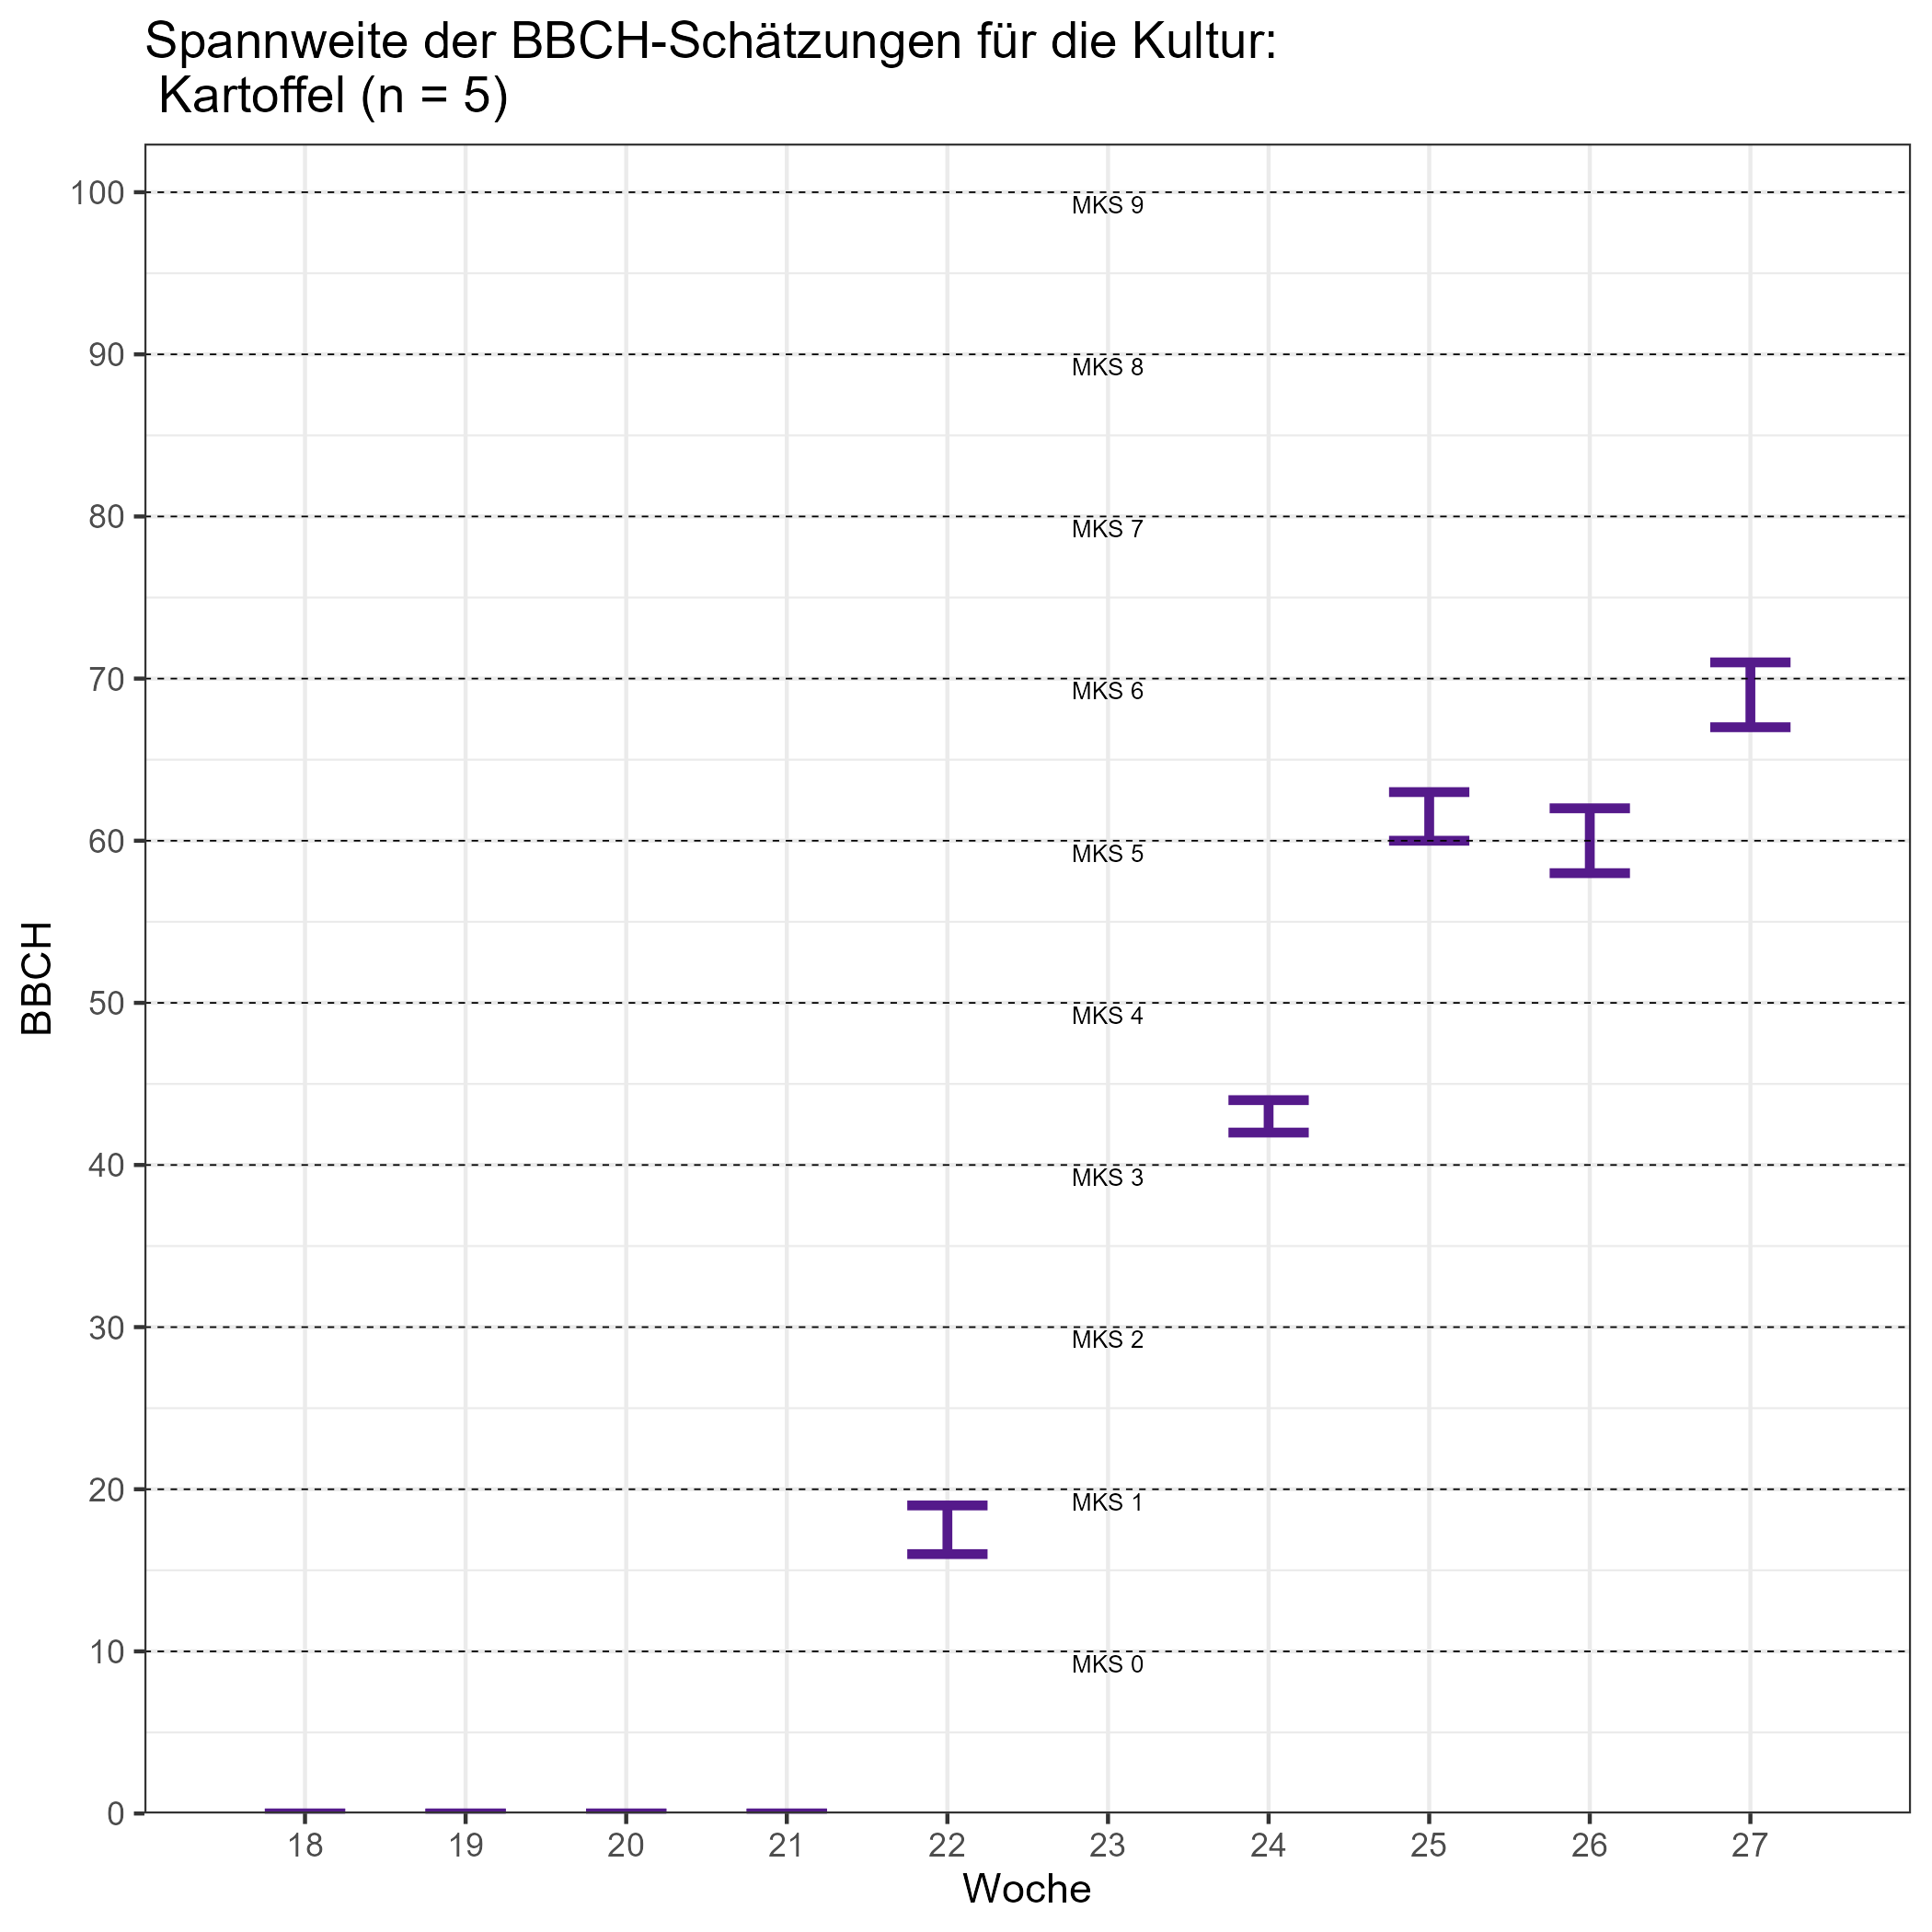 Spannweite der BBCH-Schätzungen für die Kultur:
Kartoffel (n = 5)
100
MKS 9
90
MKS 8
80
MKS 7
70
MKS 6
60
MKS 5
BBCH
50
MKS 4
40
MKS 3
30
MKS 2
20
MKS 1
10
MKS 0
0
18 19 20 21 22 23 24 25 26 27
Woche